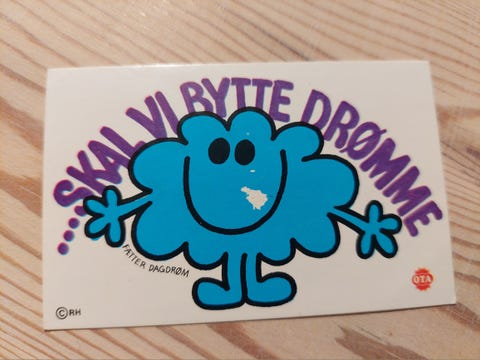 ....SKAL VI BYTTE DRØMME
FATTER DAGDRØM
©RH
OTA